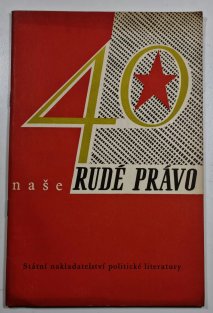 40
naše RUDÉ PRÁVO
Státní nakladatelství politické literatury